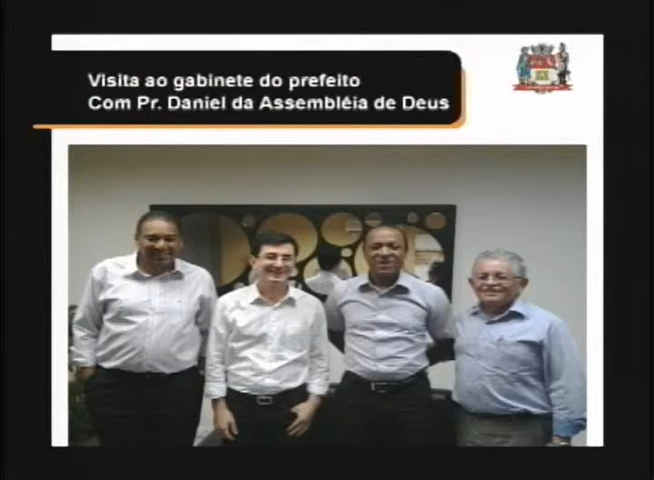 Visita ao gabinete do prefeito
Com Pr. Daniel da Assembléia de Deus